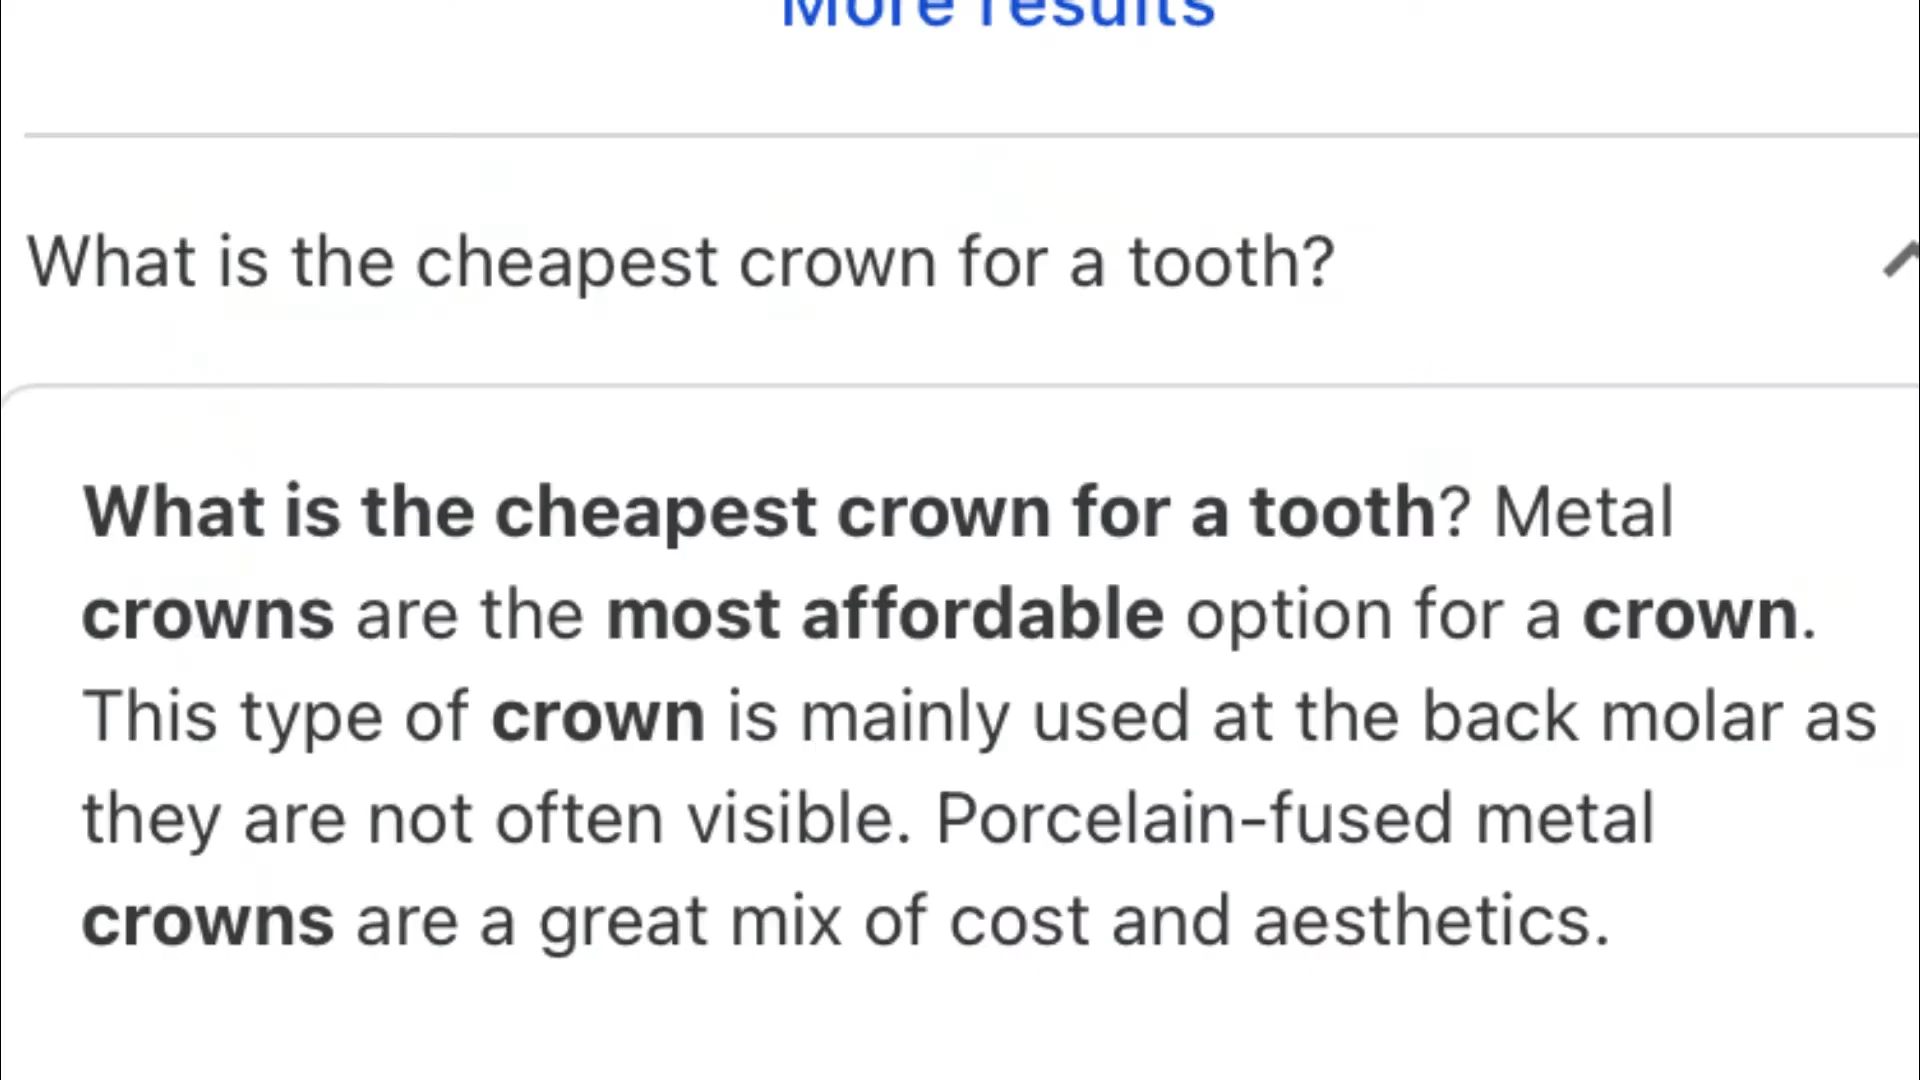 More results
What is the cheapest crown for a tooth?
What is the cheapest crown for a tooth? Metal
crowns are the most affordable option for a crown.
This type of crown is mainly used at the back molar as
they are not often visible. Porcelain-fused metal
crowns are a great mix of cost and aesthetics.